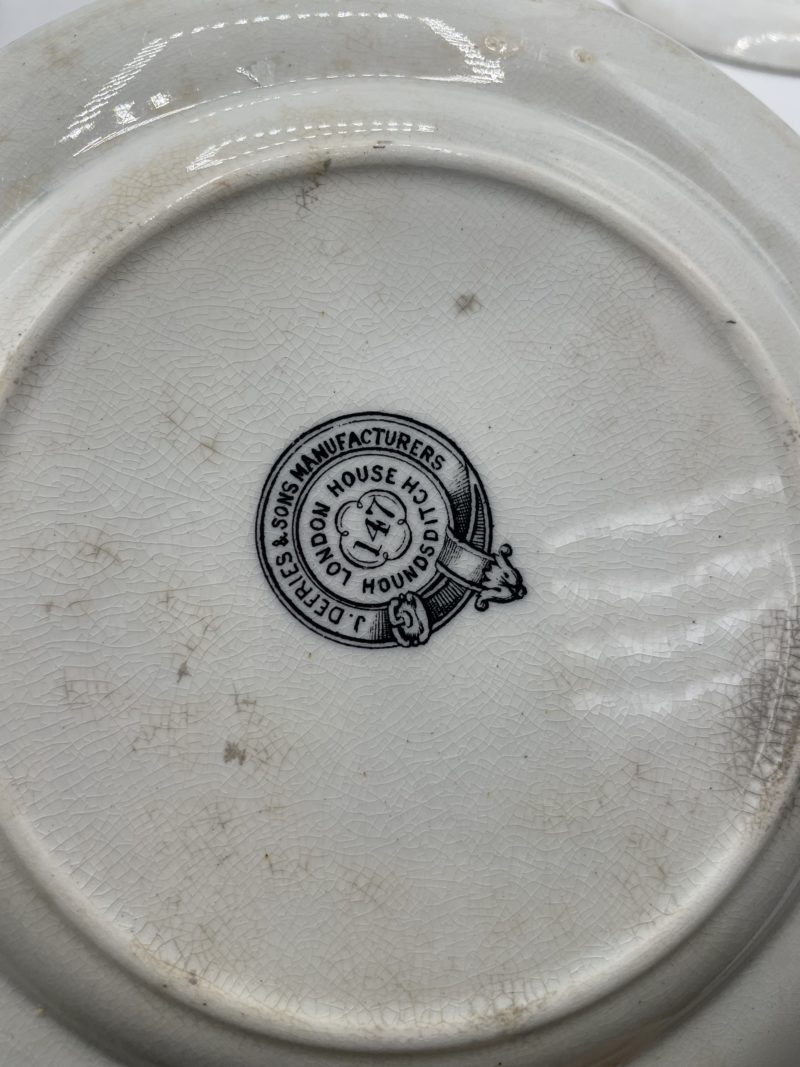 J. DEFRIES & SONS MANUFACTURERS
LONDON HOUSE HOUNDSDITCH
147